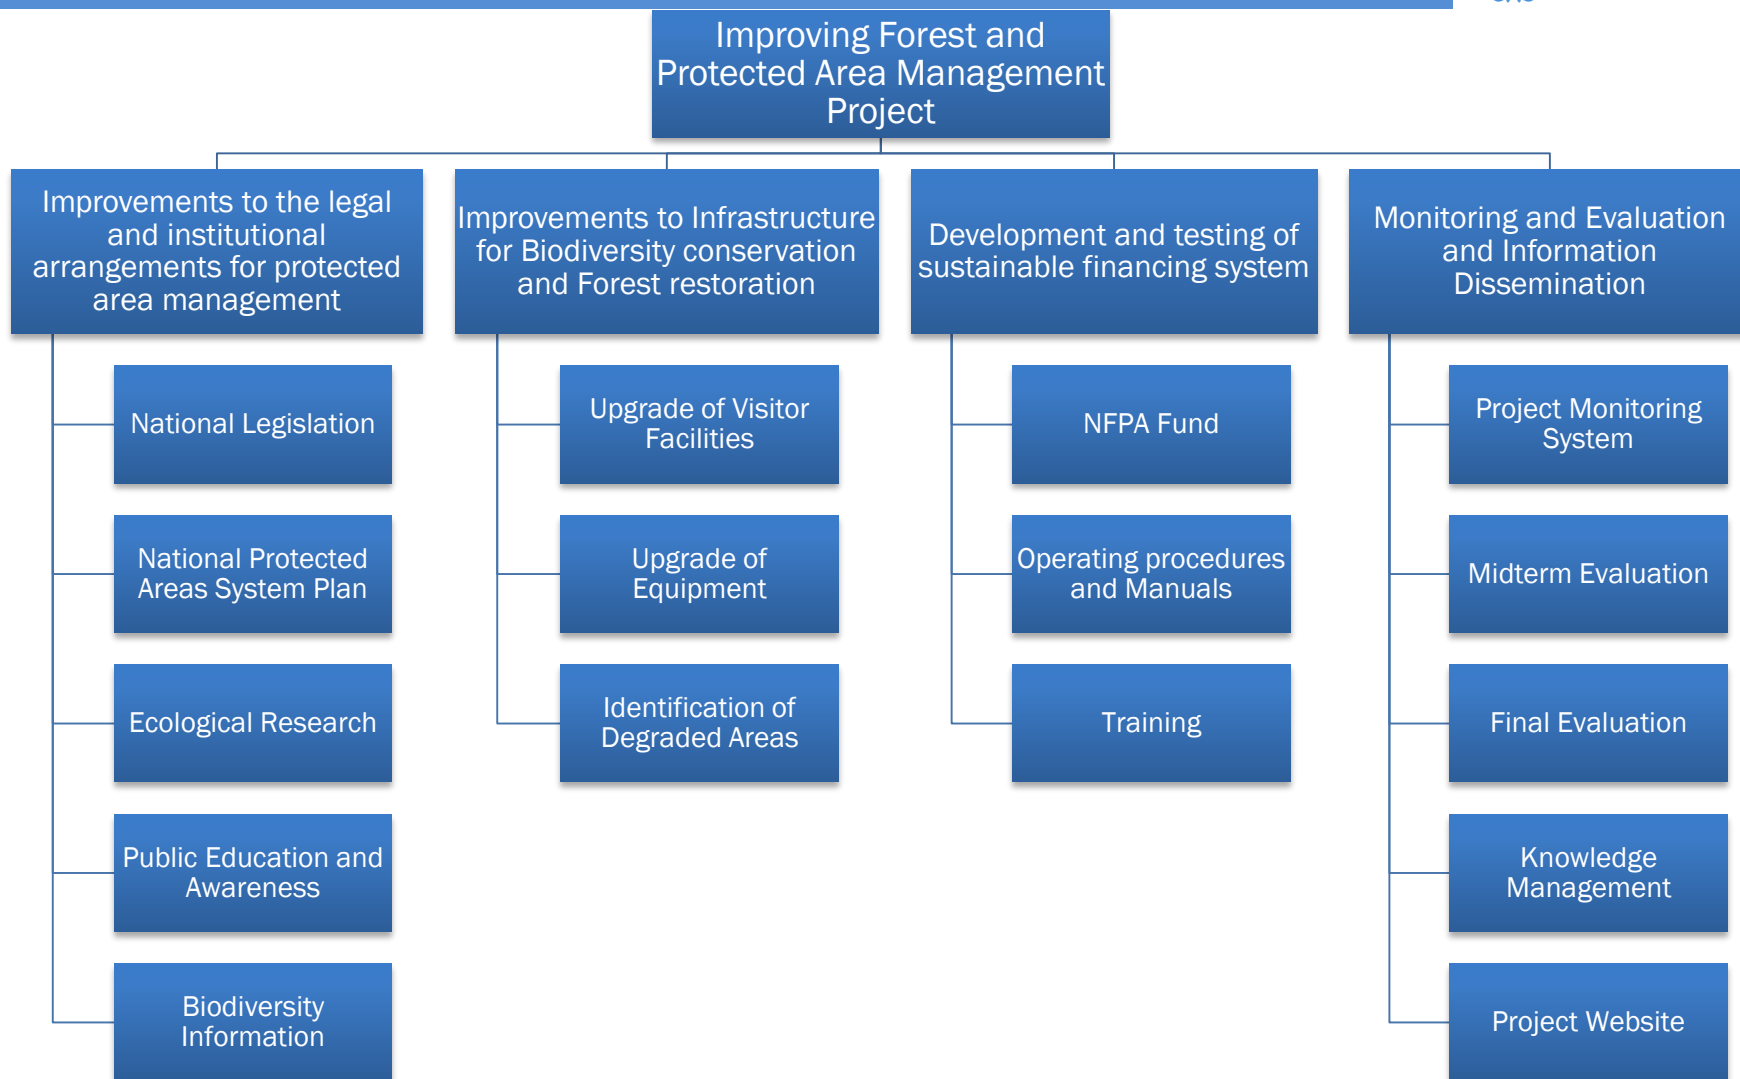 Improving Forest and
Protected Area Management
Project
Improvements to the legal
and institutional
arrangements for protected
area management
National Legislation
National Protected
Areas System Plan
Ecological Research
Public Education and
Awareness
Biodiversity
Information
Improvements to Infrastructure
for Biodiversity conservation
and Forest restoration
Upgrade of Visitor
Facilities
Upgrade of
Equipment
Identification of
Degraded Areas
Development and testing of
sustainable financing system
NFPA Fund
Operating procedures
and Manuals
Training
Monitoring and Evaluation
and Information
Dissemination
Project Monitoring
System
Midterm Evaluation
Final Evaluation
Knowledge
Management
Project Website